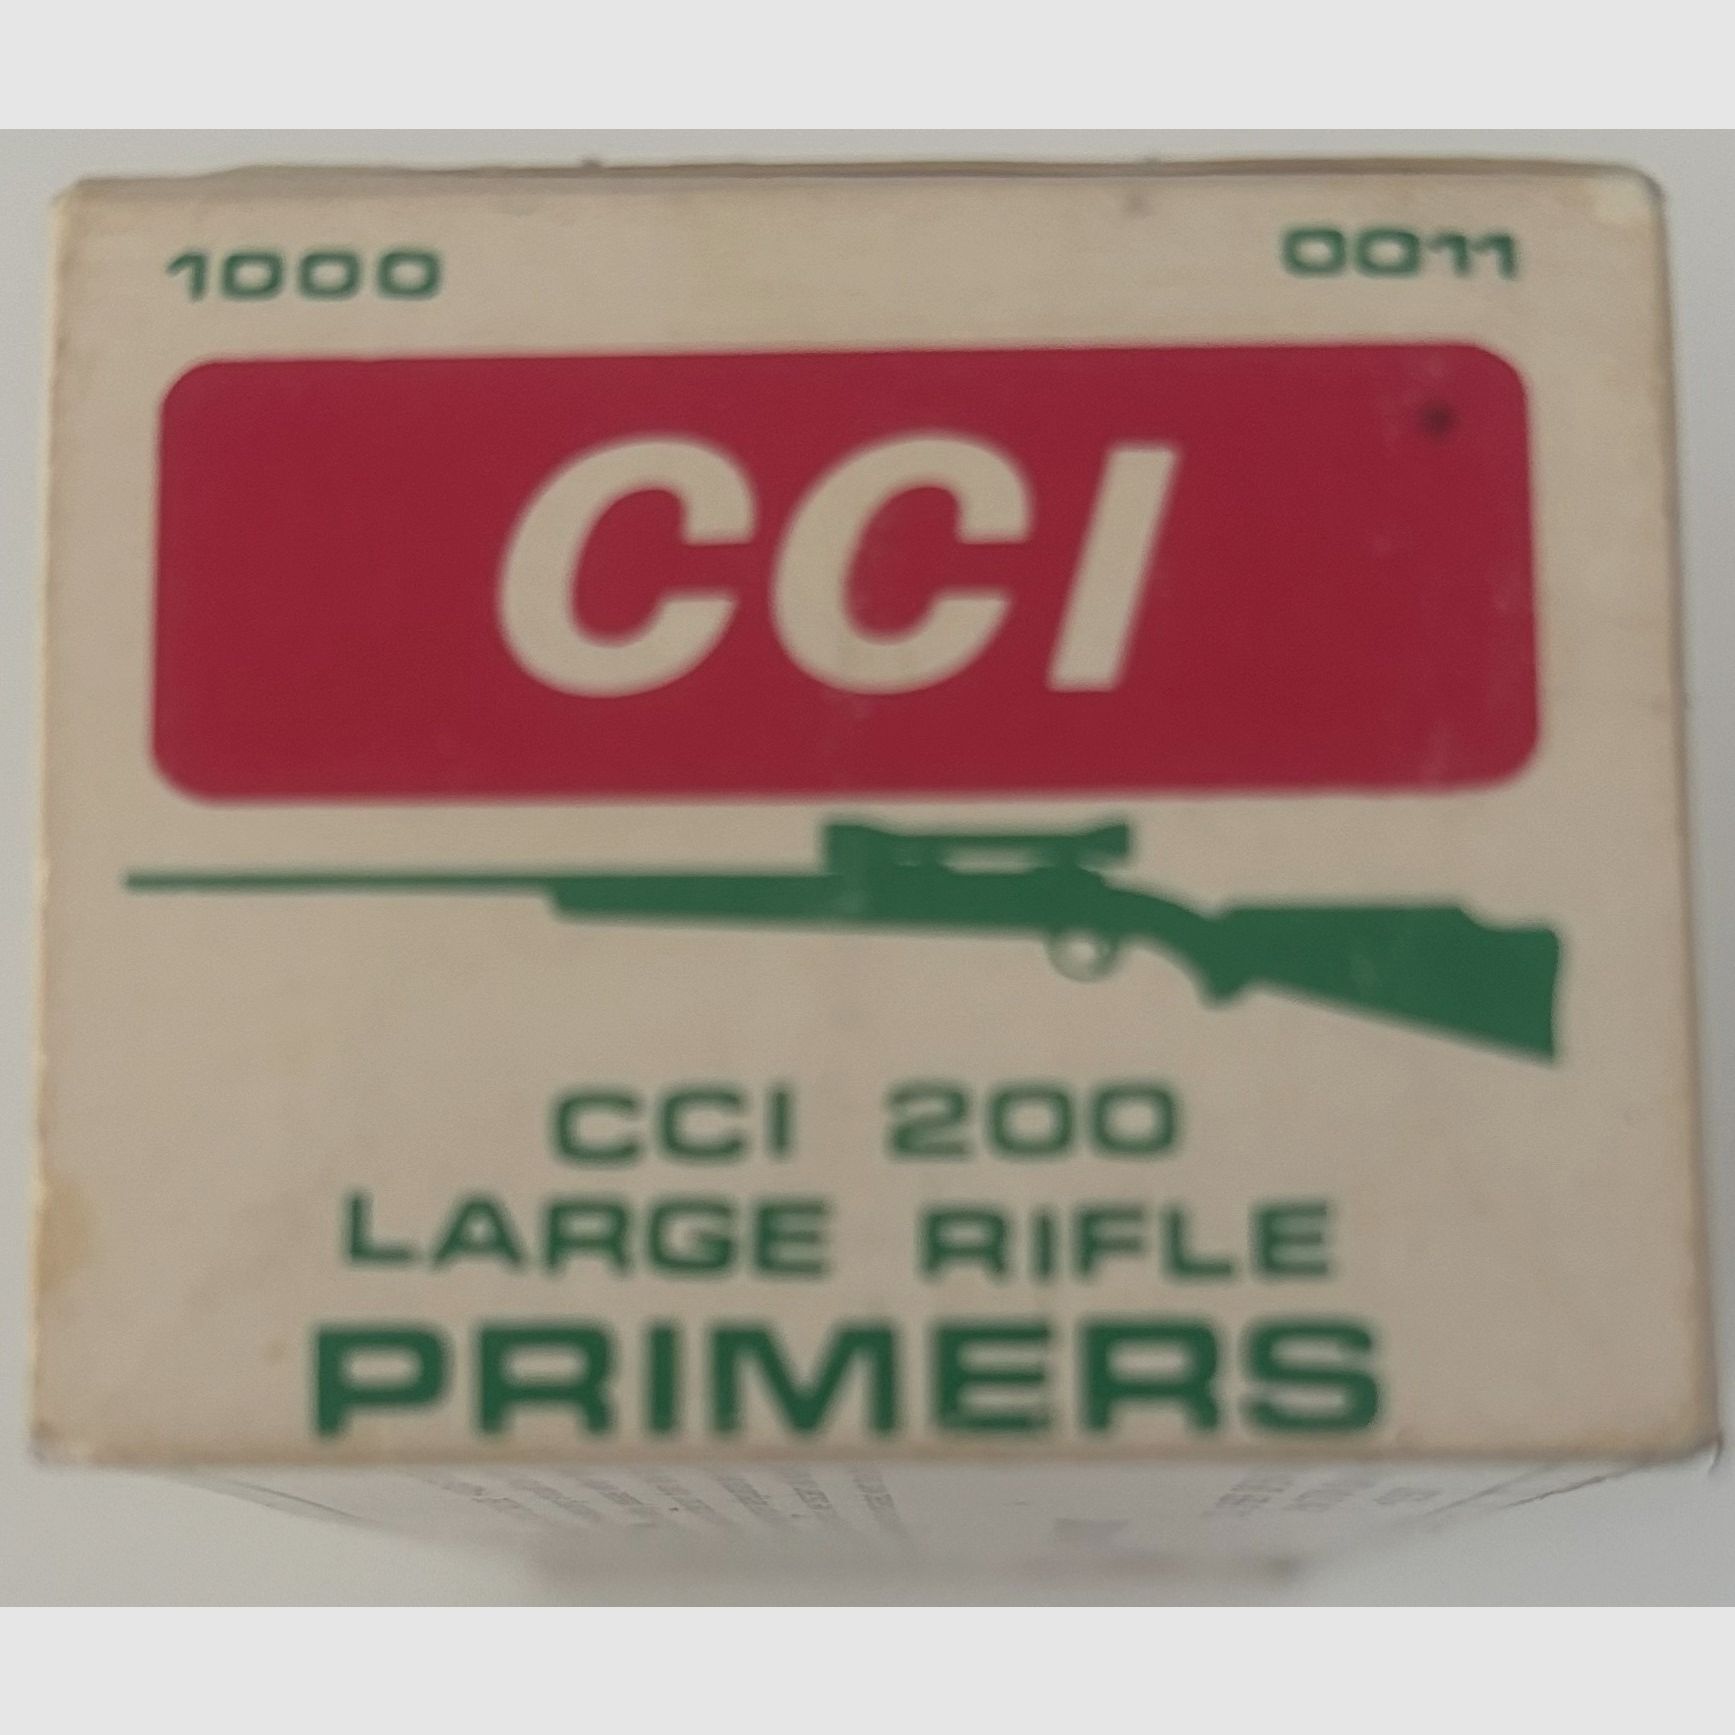 1000 0011
CCI
CCI 200
LARGE RIFLE
PRIMERS